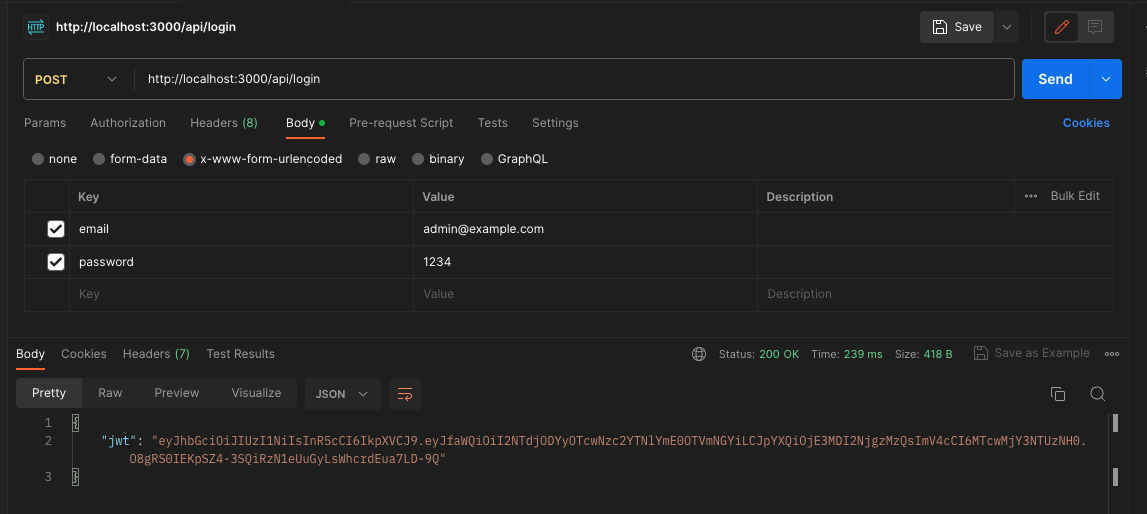 HTTP http://localhost:3000/api/login Save
POST http://localhost:3000/api/login Send
Params Authorization Headers (8) Body Pre-request Script Tests Settings Cookies
none form-data x-www-form-urlencoded raw binary GraphQL
Key Value Description ••• Bulk Edit
email admin@example.com
password 1234
Key Value Description
Body Cookies Headers (7) Test Results Status: 200 OK Time: 239 ms Size: 418 B Save as Example •••
Pretty Raw Preview Visualize JSON
1 {
2 "jwt": "eyJhbGciOiJIUzI1NiIsInR5cCI6IkpXVCJ9.eyJfaWQiOiI2NTdjODYyOTcwNzc2YTNlYmE0OTVmNGYiLCJpYXQiOjE3MDI2NjgzMzQsImV4cCI6MTcwMjY3NTUzNH0.
O8gRS0IEKpSZ4-3SQiRzN1eUuGyLsWhcrdEua7LD-9Q"
3 }